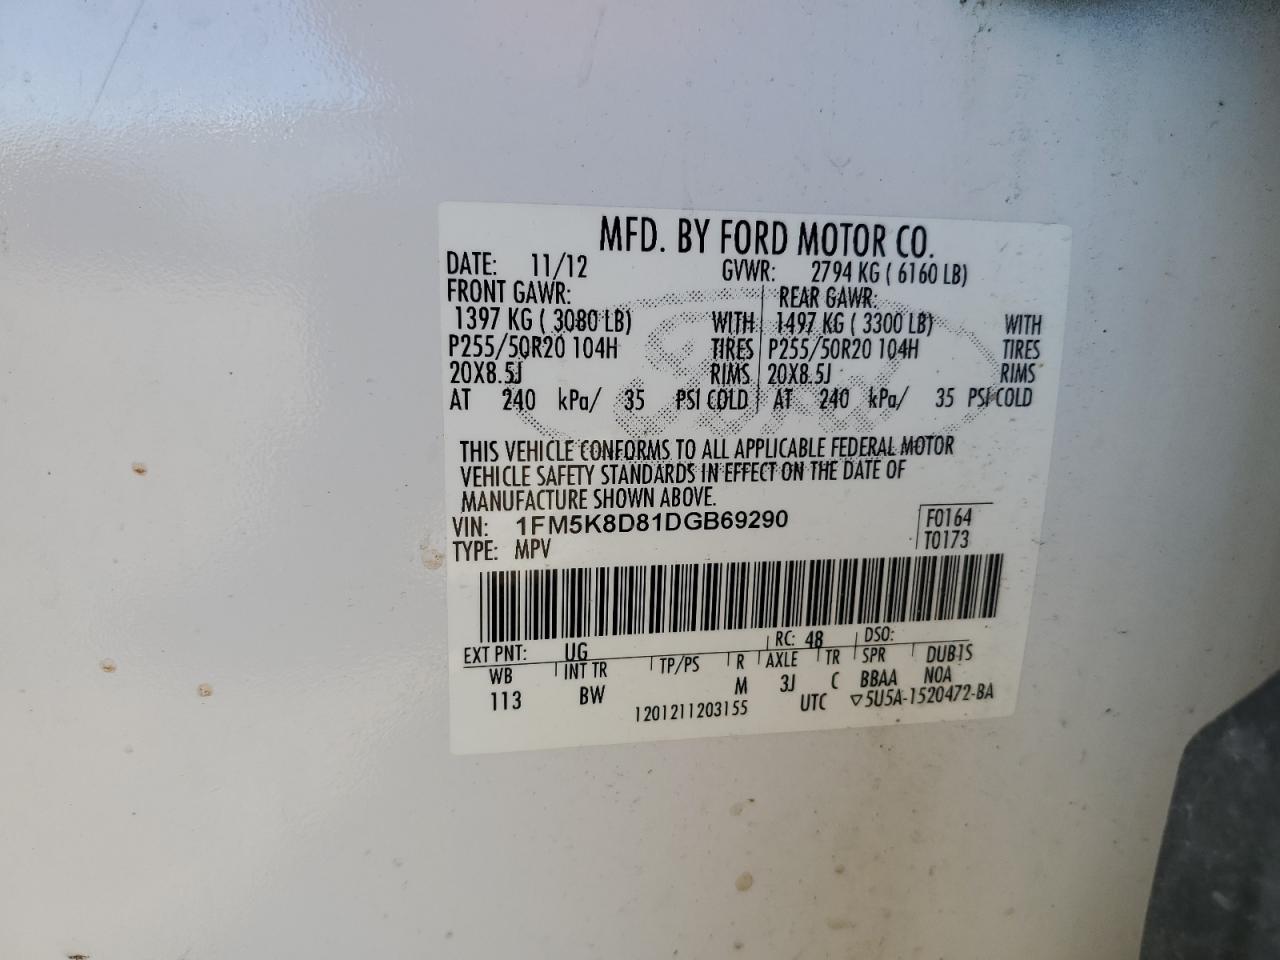 MFD. BY FORD MOTOR CO.
DATE: 11/12 GVWR: 2794 KG ( 6160 LB)
FRONT GAWR: REAR GAWR:
1397 KG ( 3080 LB) WITH 1497 KG ( 3300 LB) WITH
P255/50R20 104H TIRES P255/50R20 104H TIRES
20X8.5J RIMS 20X8.5J RIMS
AT 240 kPa/ 35 PSI COLD AT 240 kPa/ 35 PSI COLD
THIS VEHICLE CONFORMS TO ALL APPLICABLE FEDERAL MOTOR
VEHICLE SAFETY STANDARDS IN EFFECT ON THE DATE OF
MANUFACTURE SHOWN ABOVE.
VIN: 1FM5K8D81DGB69290 F0164
TYPE: MPV T0173
EXT PNT: UG RC: 48 DSO:
WB INT TR TP/PS R AXLE TR SPR DUB1S
113 BW M 3J C BBAA N0A
1201211203155 UTC ▽5U5A-1520472-BA